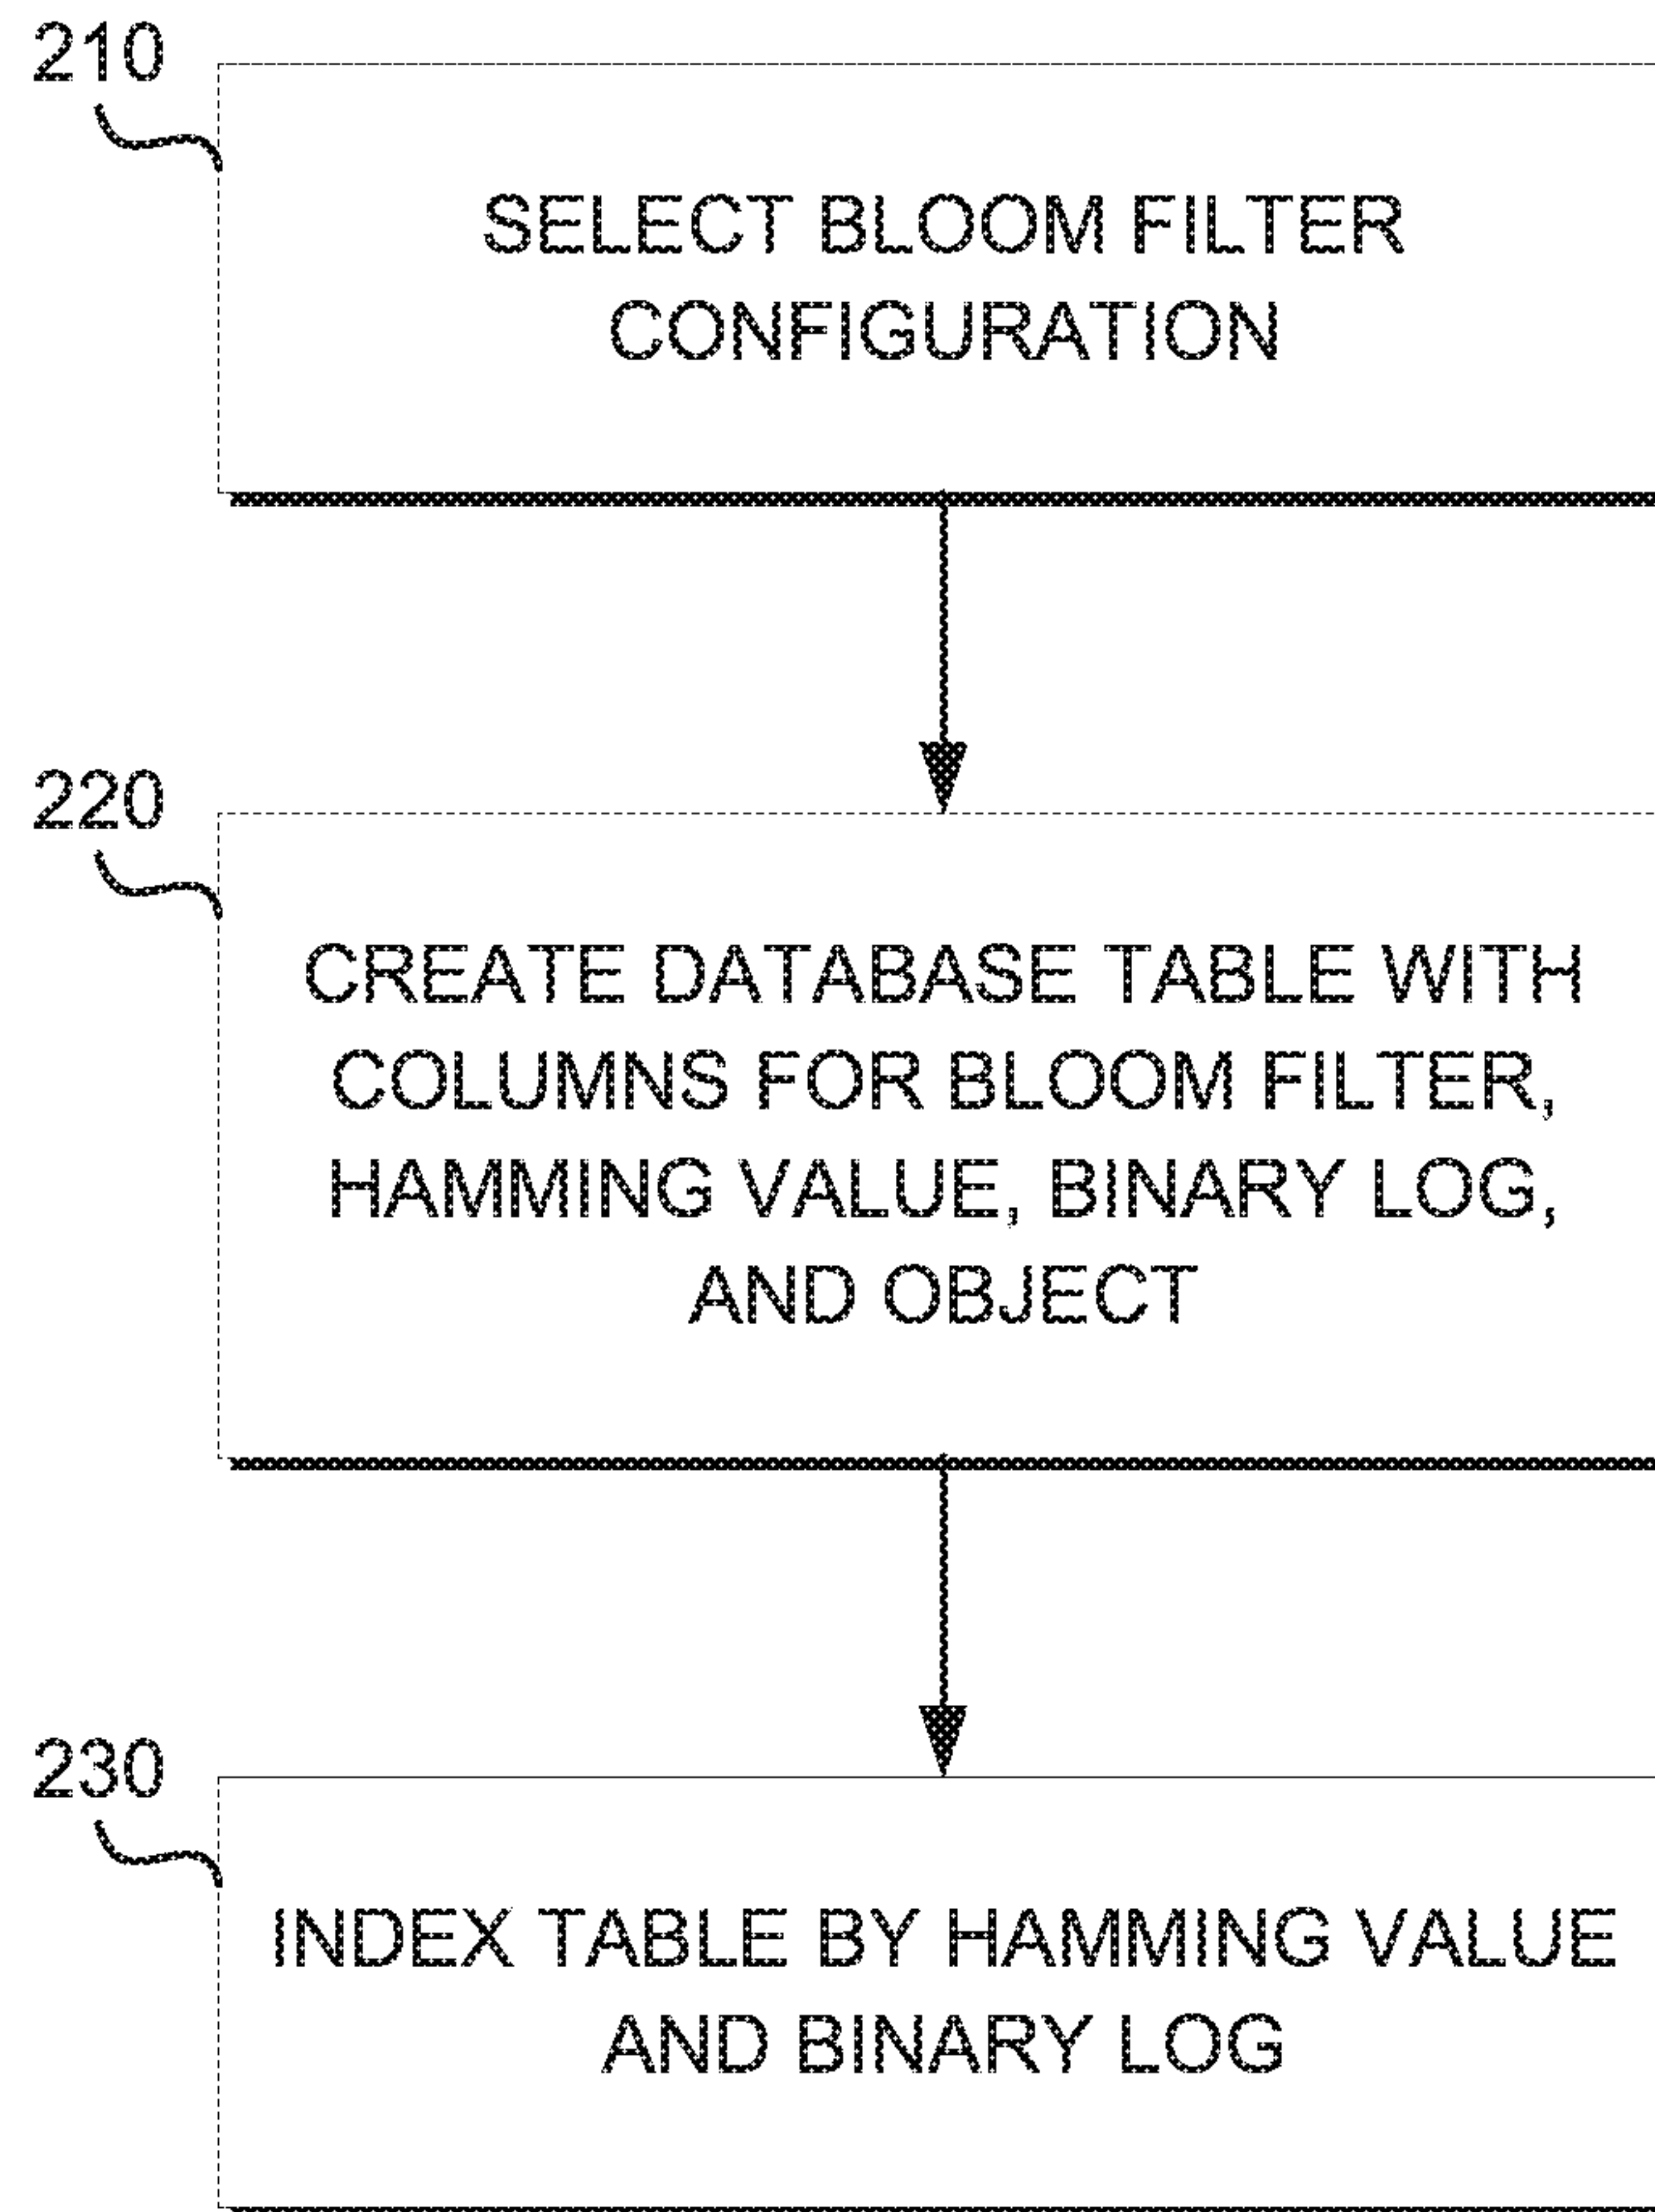 210
SELECT BLOOM FILTER
CONFIGURATION
220
CREATE DATABASE TABLE WITH
COLUMNS FOR BLOOM FILTER,
HAMMING VALUE, BINARY LOG,
AND OBJECT
230
INDEX TABLE BY HAMMING VALUE
AND BINARY LOG